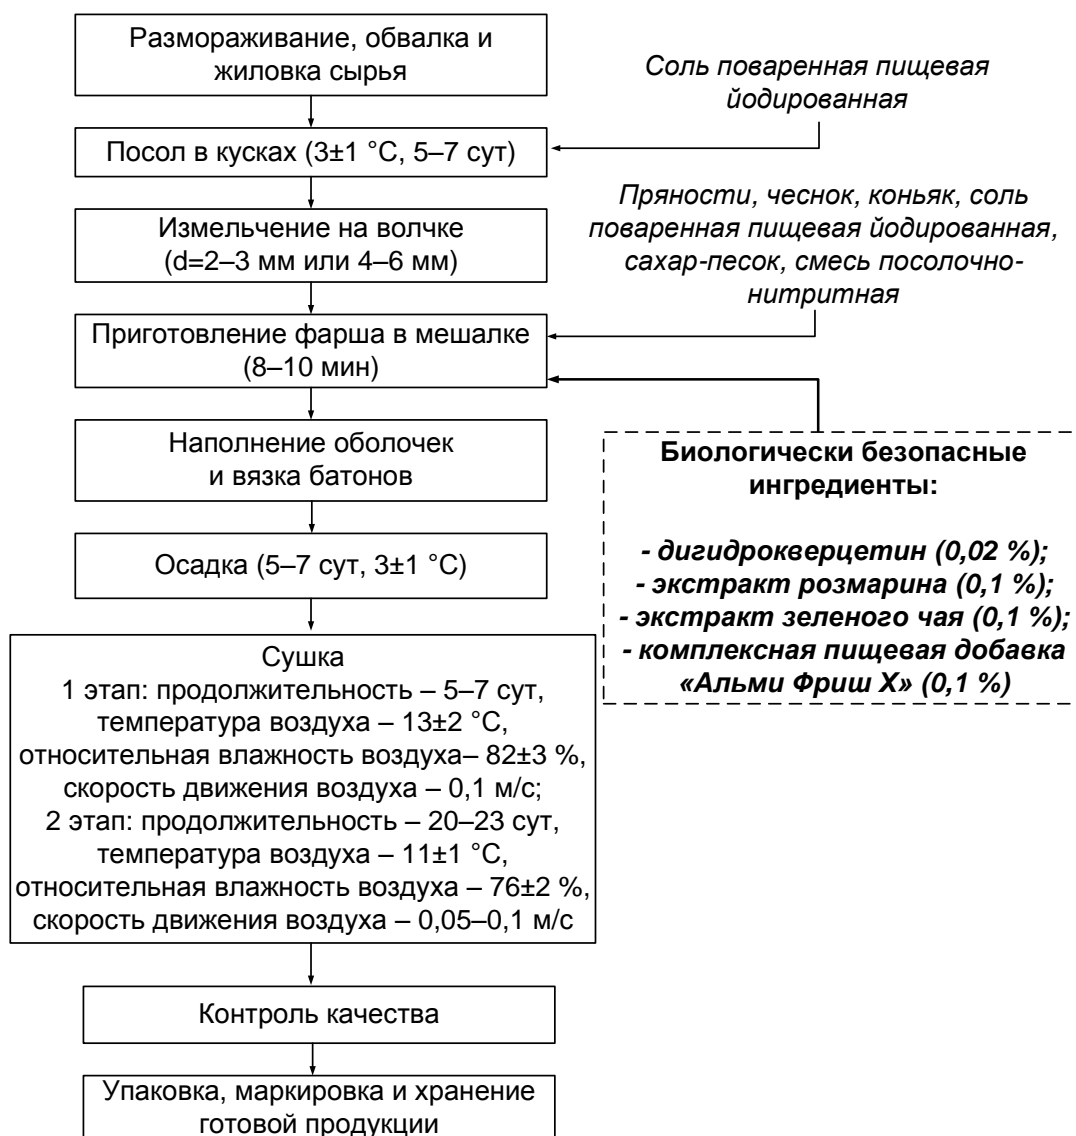 Размораживание, обвалка и
жиловка сырья
Соль поваренная пищевая
йодированная
Посол в кусках (3±1 °С, 5–7 сут)
Пряности, чеснок, коньяк, соль
поваренная пищевая йодированная,
сахар-песок, смесь посолочно-
нитритная
Измельчение на волчке
(d=2–3 мм или 4–6 мм)
Приготовление фарша в мешалке
(8–10 мин)
Наполнение оболочек
и вязка батонов
Биологически безопасные
ингредиенты:
- дигидрокверцетин (0,02 %);
- экстракт розмарина (0,1 %);
- экстракт зеленого чая (0,1 %);
- комплексная пищевая добавка
«Альми Фриш Х» (0,1 %)
Осадка (5–7 сут, 3±1 °С)
Сушка
1 этап: продолжительность – 5–7 сут,
температура воздуха – 13±2 °С,
относительная влажность воздуха– 82±3 %,
скорость движения воздуха – 0,1 м/с;
2 этап: продолжительность – 20–23 сут,
температура воздуха – 11±1 °С,
относительная влажность воздуха – 76±2 %,
скорость движения воздуха – 0,05–0,1 м/с
Контроль качества
Упаковка, маркировка и хранение
готовой продукции